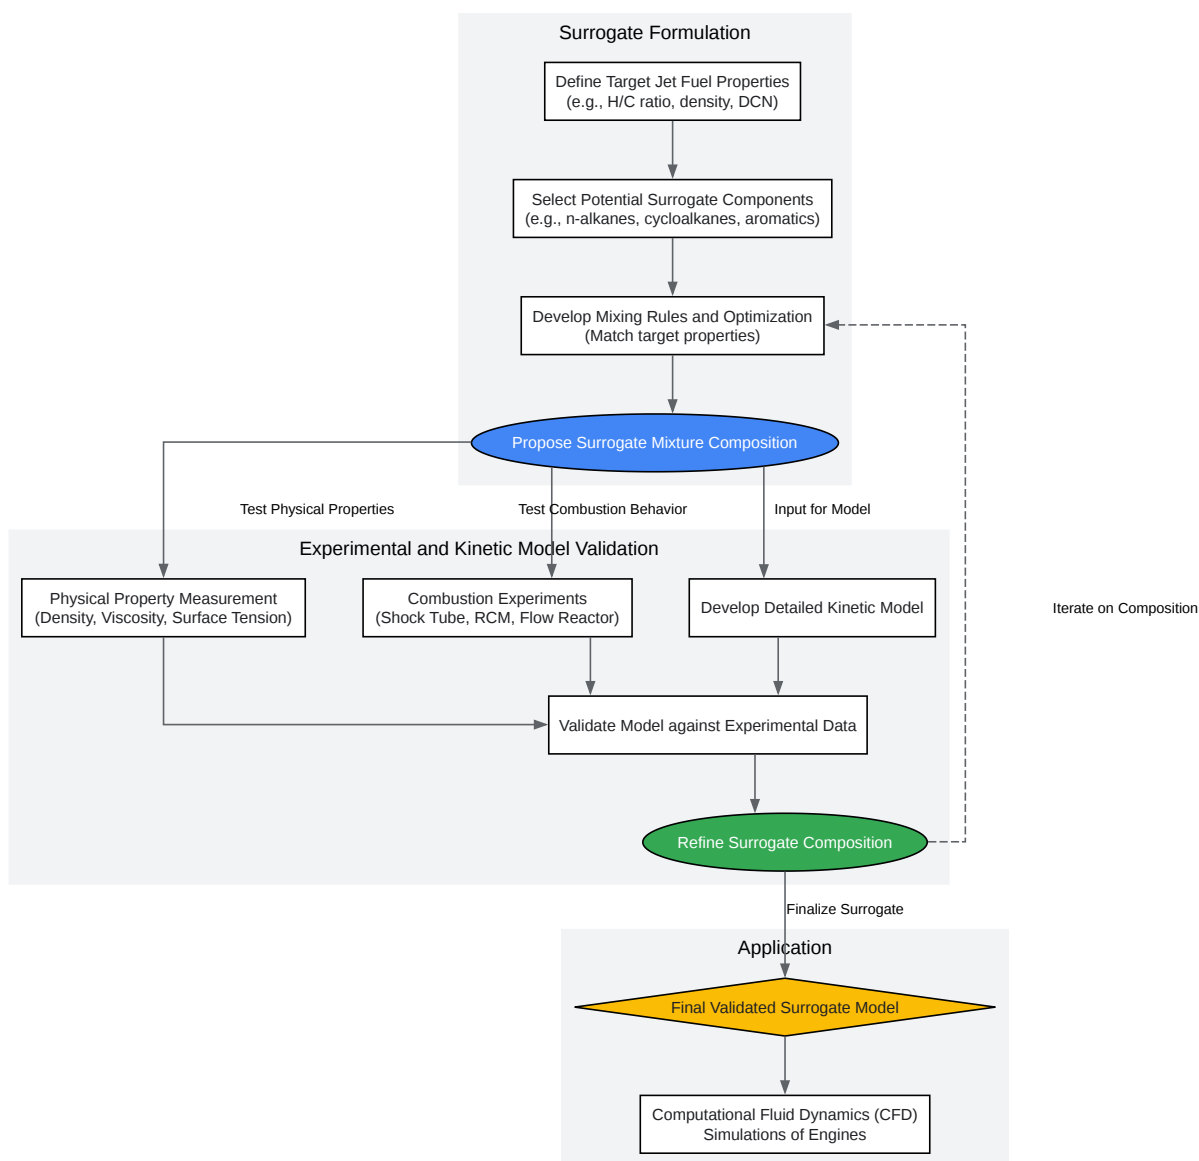 Surrogate Formulation
Define Target Jet Fuel Properties
(e.g., H/C ratio, density, DCN)
Select Potential Surrogate Components
(e.g., n-alkanes, cycloalkanes, aromatics)
Develop Mixing Rules and Optimization
(Match target properties)
Propose Surrogate Mixture Composition
Test Physical Properties
Test Combustion Behavior
Input for Model
Experimental and Kinetic Model Validation
Physical Property Measurement
(Density, Viscosity, Surface Tension)
Combustion Experiments
(Shock Tube, RCM, Flow Reactor)
Develop Detailed Kinetic Model
Iterate on Composition
Validate Model against Experimental Data
Refine Surrogate Composition
Finalize Surrogate
Application
Final Validated Surrogate Model
Computational Fluid Dynamics (CFD)
Simulations of Engines